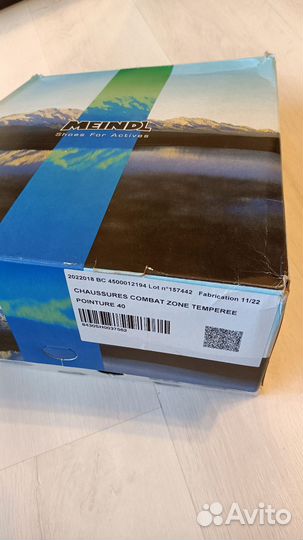 MEINDL
Shoes For Actives
2022018 BC 4500012194 Lot n°157442 Fabrication 11/22
CHAUSSURES COMBAT ZONE TEMPEREE
POINTURE 40
Avito